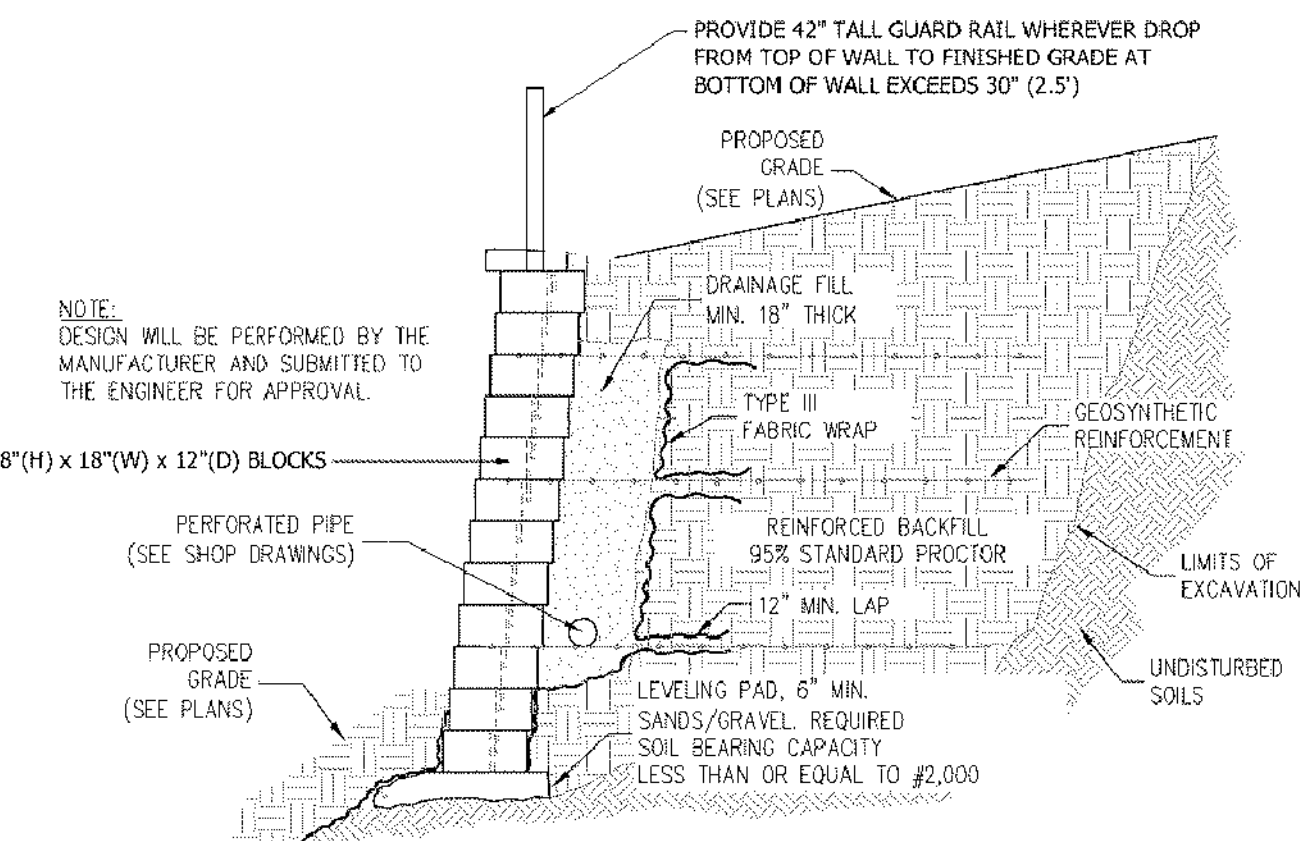 PROVIDE 42" TALL GUARD RAIL WHEREVER DROP
FROM TOP OF WALL TO FINISHED GRADE AT
BOTTOM OF WALL EXCEEDS 30" (2.5')
PROPOSED
GRADE
(SEE PLANS)
DRAINAGE FILL
MIN. 18" THICK
NOTE:
DESIGN WILL BE PERFORMED BY THE
MANUFACTURER AND SUBMITTED TO
THE ENGINEER FOR APPROVAL.
TYPE III
FABRIC WRAP
GEOSYNTHETIC
REINFORCEMENT
8"(H) x 18"(W) x 12"(D) BLOCKS
PERFORATED PIPE
(SEE SHOP DRAWINGS)
REINFORCED BACKFILL
95% STANDARD PROCTOR
LIMITS OF
EXCAVATION
12" MIN. LAP
PROPOSED
GRADE
(SEE PLANS)
UNDISTURBED
SOILS
LEVELING PAD, 6" MIN.
SANDS/GRAVEL. REQUIRED
SOIL BEARING CAPACITY
LESS THAN OR EQUAL TO #2,000